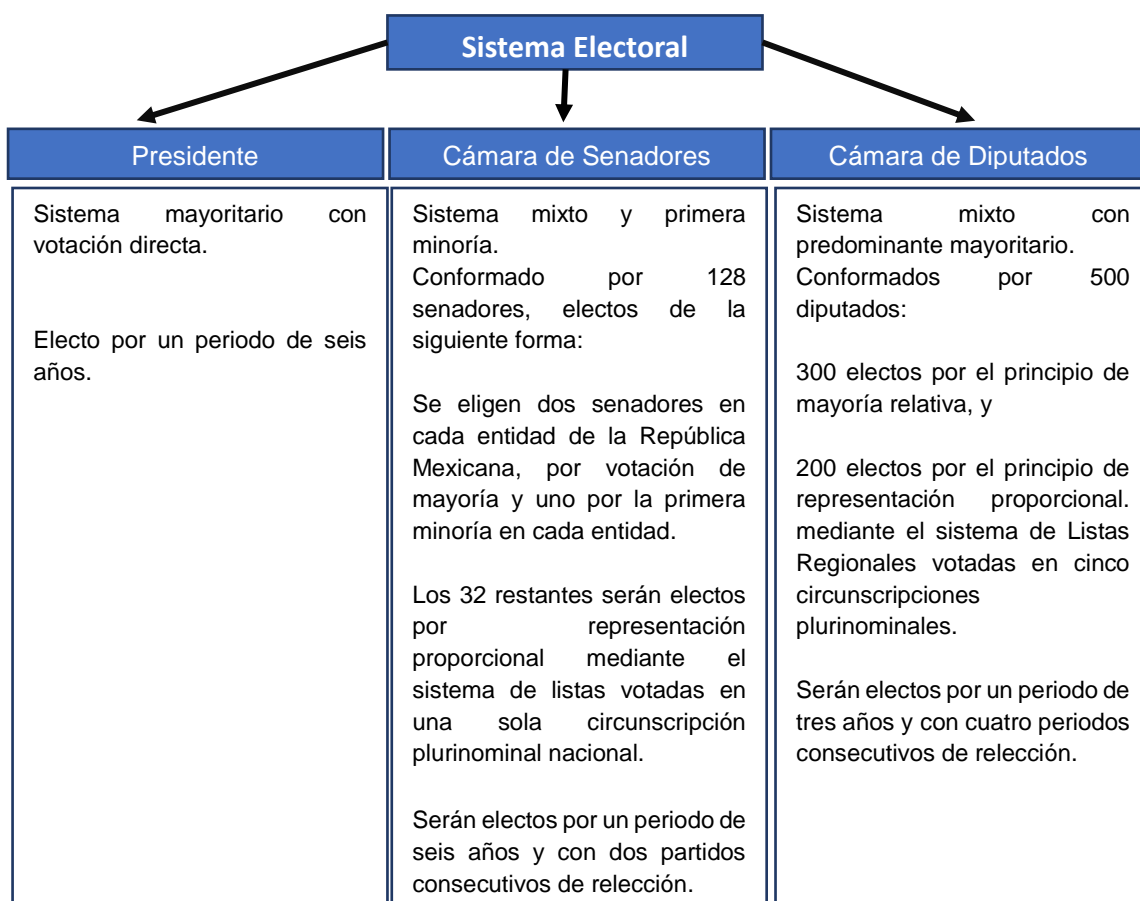 Sistema Electoral
Presidente
Sistema mayoritario con
votación directa.
Electo por un periodo de seis
años.
Cámara de Senadores
Sistema mixto y primera
minoría.
Conformado por 128
senadores, electos de la
siguiente forma:
Se eligen dos senadores en
cada entidad de la República
Mexicana, por votación de
mayoría y uno por la primera
minoría en cada entidad.
Los 32 restantes serán electos
por representación
proporcional mediante el
sistema de listas votadas en
una sola circunscripción
plurinominal nacional.
Serán electos por un periodo de
seis años y con dos partidos
consecutivos de relección.
Cámara de Diputados
Sistema mixto con
predominante mayoritario.
Conformados por 500
diputados:
300 electos por el principio de
mayoría relativa, y
200 electos por el principio de
representación proporcional.
mediante el sistema de Listas
Regionales votadas en cinco
circunscripciones
plurinominales.
Serán electos por un periodo de
tres años y con cuatro periodos
consecutivos de relección.